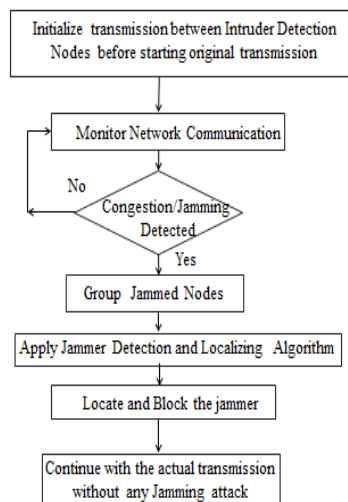 Initialize transmission between Intruder Detection
Nodes before starting original transmission
Monitor Network Communication
No
Congestion/Jamming
Detected
Yes
Group Jammed Nodes
Apply Jammer Detection and Localizing Algorithm
Locate and Block the jammer
Continue with the actual transmission
without any Jamming attack